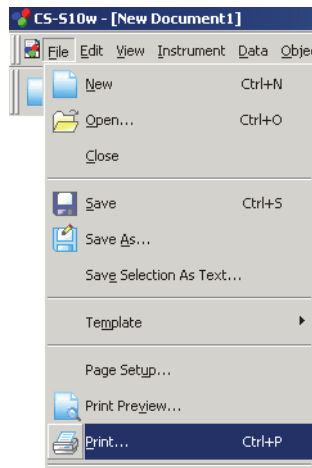 CS-S10w - [New Document1]
File Edit View Instrument Data Obje
New Ctrl+N
Open... Ctrl+O
Close
Save Ctrl+S
Save As...
Save Selection As Text...
Template
Page Setup...
Print Preview...
Print... Ctrl+P